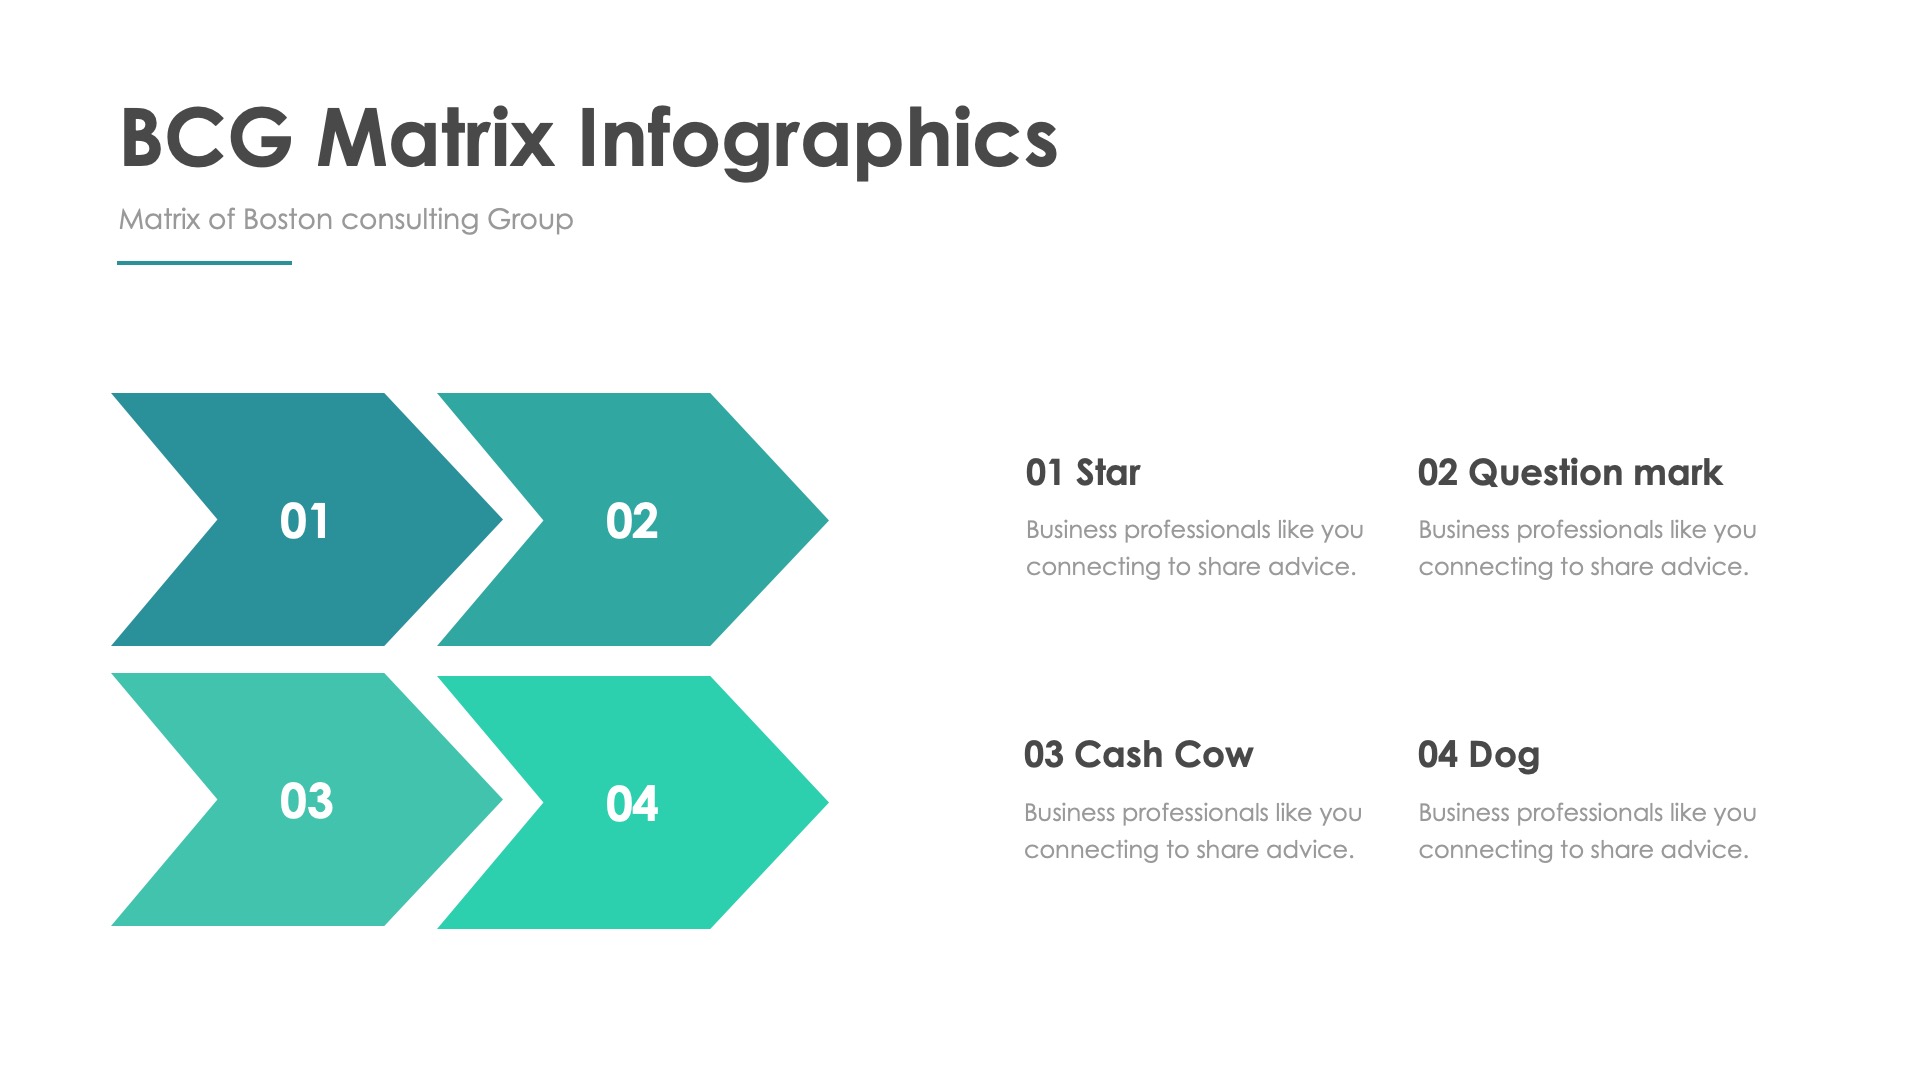 BCG Matrix Infographics
Matrix of Boston consulting Group
01
02
03
04
01 Star
Business professionals like you
connecting to share advice.
02 Question mark
Business professionals like you
connecting to share advice.
03 Cash Cow
Business professionals like you
connecting to share advice.
04 Dog
Business professionals like you
connecting to share advice.